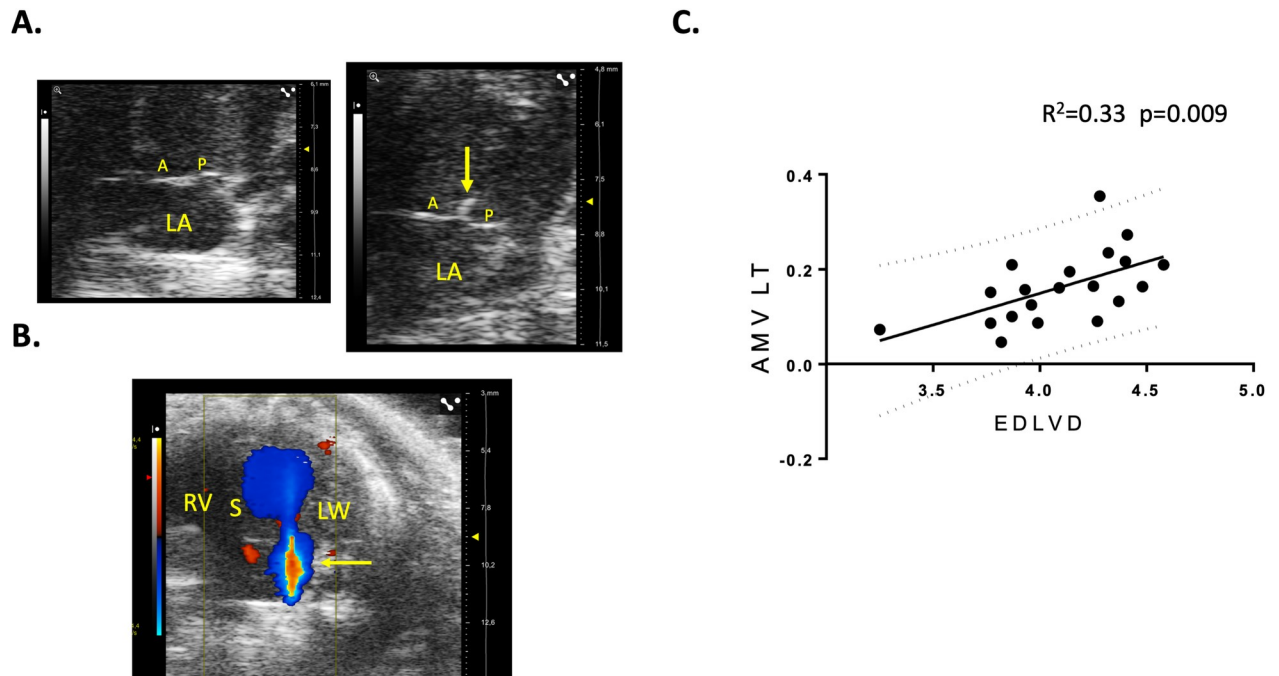 A.
C.
6,1 mm
7,3
8,6
9,9
11,1
12,4
A P
LA
4,8 mm
6,1
7,5
8,8
10,1
11,5
A
P
LA
R²=0.33 p=0.009
0.4
0.2
0.0
-0.2
3.5 4.0 4.5 5.0
AMV LT
EDLVD
B.
3, mm
5,4
7,8
10,2
12,6
RV S LW